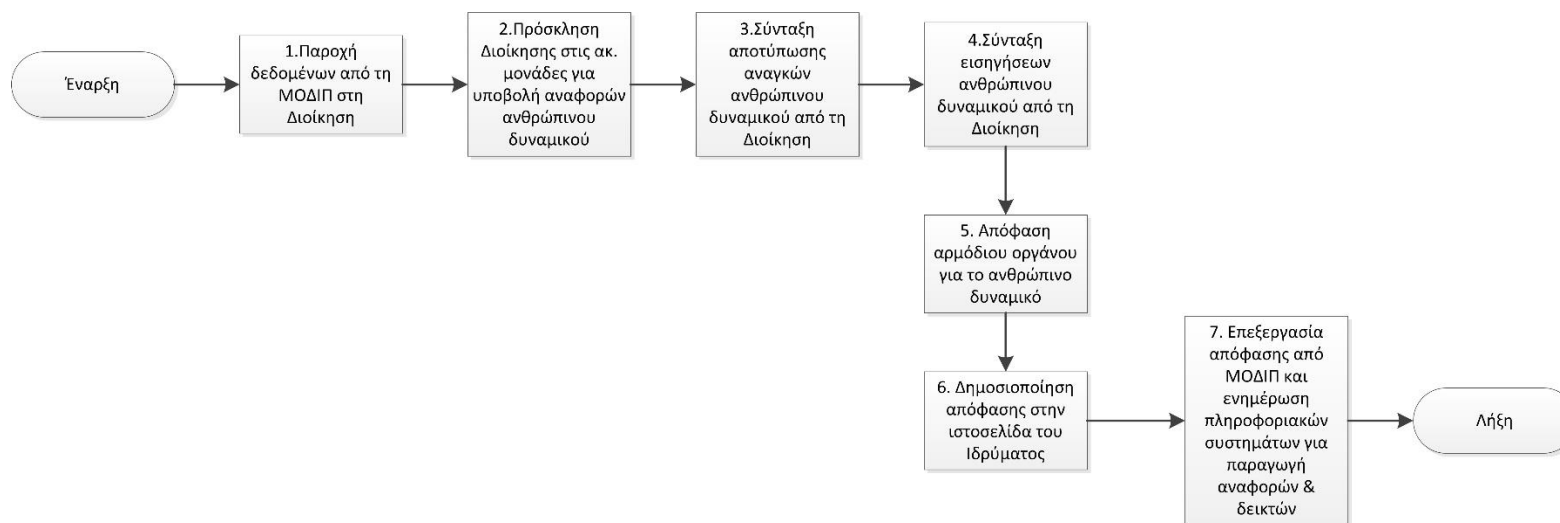 Έναρξη
1.Παροχή
δεδομένων από τη
ΜΟΔΙΠ στη
Διοίκηση
2.Πρόσκληση
Διοίκησης στις ακ.
μονάδες για
υποβολή αναφορών
ανθρώπινου
δυναμικού
3.Σύνταξη
αποτύπωσης
αναγκών
ανθρώπινου
δυναμικού από τη
Διοίκηση
4.Σύνταξη
εισηγήσεων
ανθρώπινου
δυναμικού από τη
Διοίκηση
5. Απόφαση
αρμόδιου οργάνου
για το ανθρώπινο
δυναμικό
6. Δημοσιοποίηση
απόφασης στην
ιστοσελίδα του
Ιδρύματος
7. Επεξεργασία
απόφασης από
ΜΟΔΙΠ και
ενημέρωση
πληροφοριακών
συστημάτων για
παραγωγή
αναφορών &
δεικτών
Λήξη